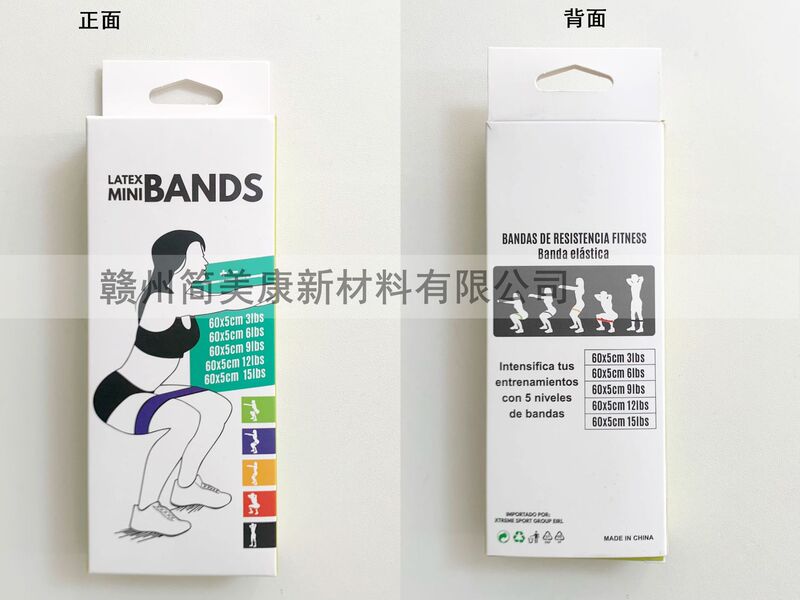 正面
背面
LATEX
MINI BANDS
60x5cm 3lbs
60x5cm 6lbs
60x5cm 9lbs
60x5cm 12lbs
60x5cm 15lbs
赣州简美康新材料有限公司
BANDAS DE RESISTENCIA FITNESS
Banda elástica
Intensifica tus
entrenamientos
con 5 niveles
de bandas
60x5cm 3lbs
60x5cm 6lbs
60x5cm 9lbs
60x5cm 12lbs
60x5cm 15lbs
IMPORTADO POR:
XTREME SPORT GROUP EIRL
MADE IN CHINA